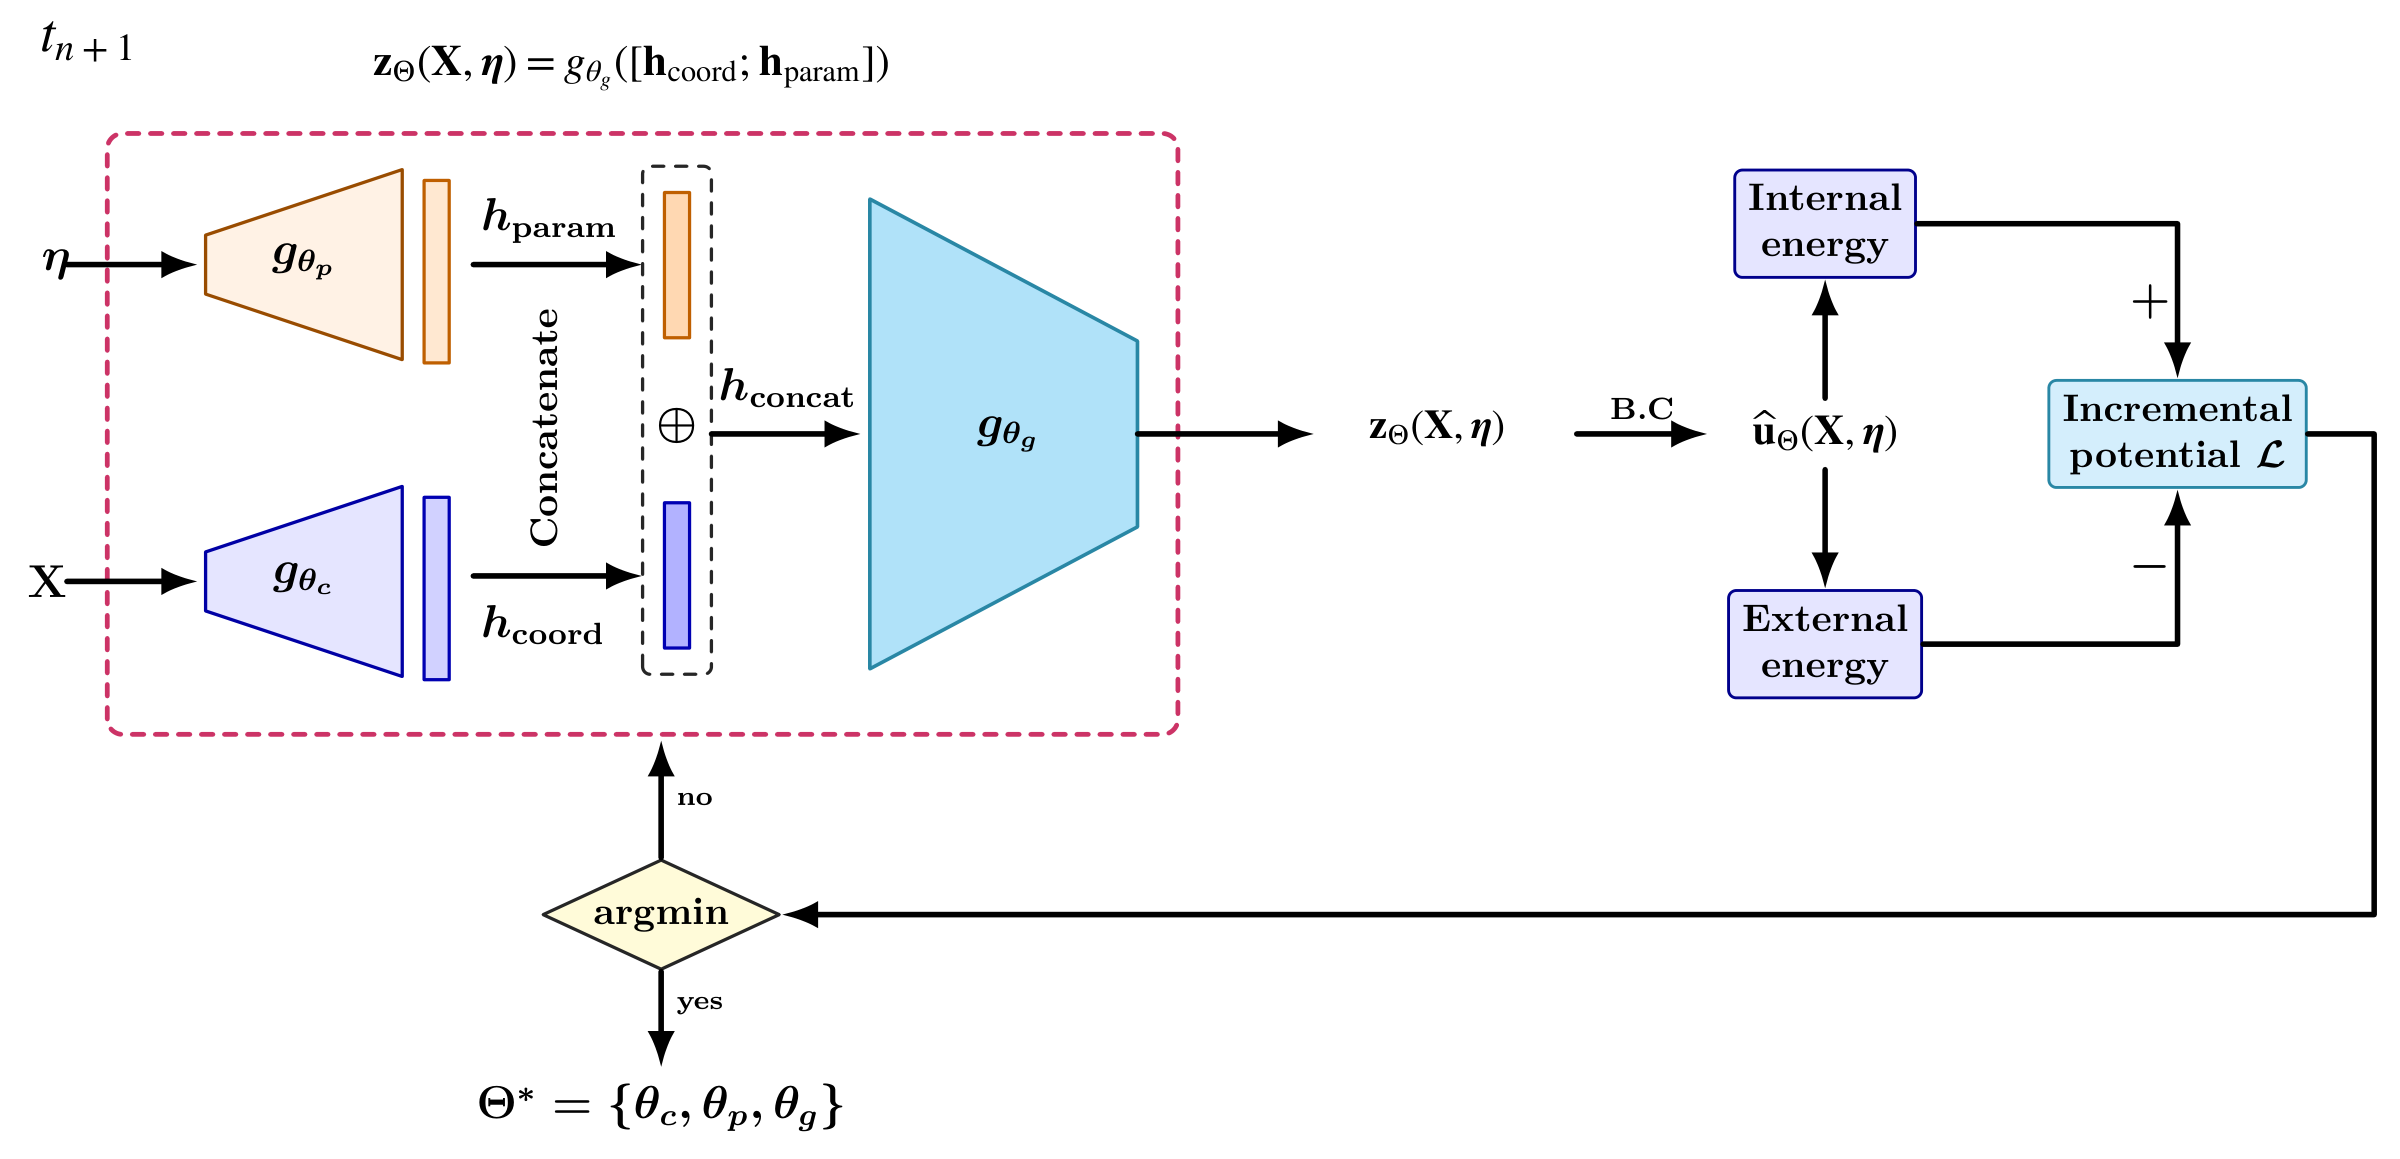 t_{n+1}
z_Θ(X, η) = g_{θ_g}([h_coord; h_param])
η
g_{θ_p}
h_param
Concatenate
X
g_{θ_c}
h_coord
⊕
h_concat
g_{θ_g}
z_Θ(X, η)
B.C
û_Θ(X, η)
Internal
energy
+
External
energy
−
Incremental
potential ℒ
no
argmin
yes
Θ* = {θ_c, θ_p, θ_g}